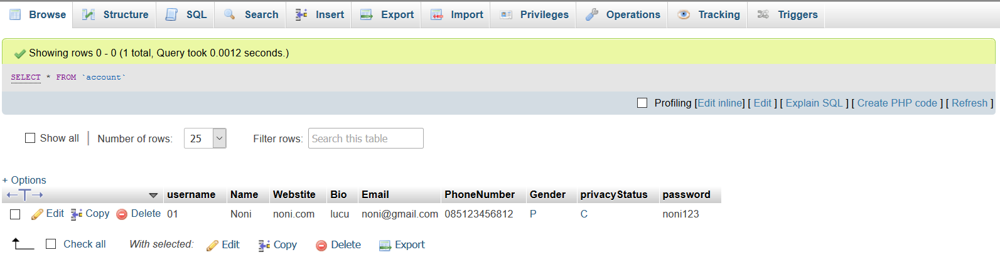 Browse Structure SQL Search Insert Export Import Privileges Operations Tracking Triggers
Showing rows 0 - 0 (1 total, Query took 0.0012 seconds.)
SELECT * FROM `account`
Profiling [Edit inline] [ Edit ] [ Explain SQL ] [ Create PHP code ] [ Refresh ]
Show all | Number of rows: 25 Filter rows: Search this table
+ Options
←T→ username Name Webstite Bio Email PhoneNumber Gender privacyStatus password
Edit Copy Delete 01 Noni noni.com lucu noni@gmail.com 085123456812 P C noni123
Check all With selected: Edit Copy Delete Export